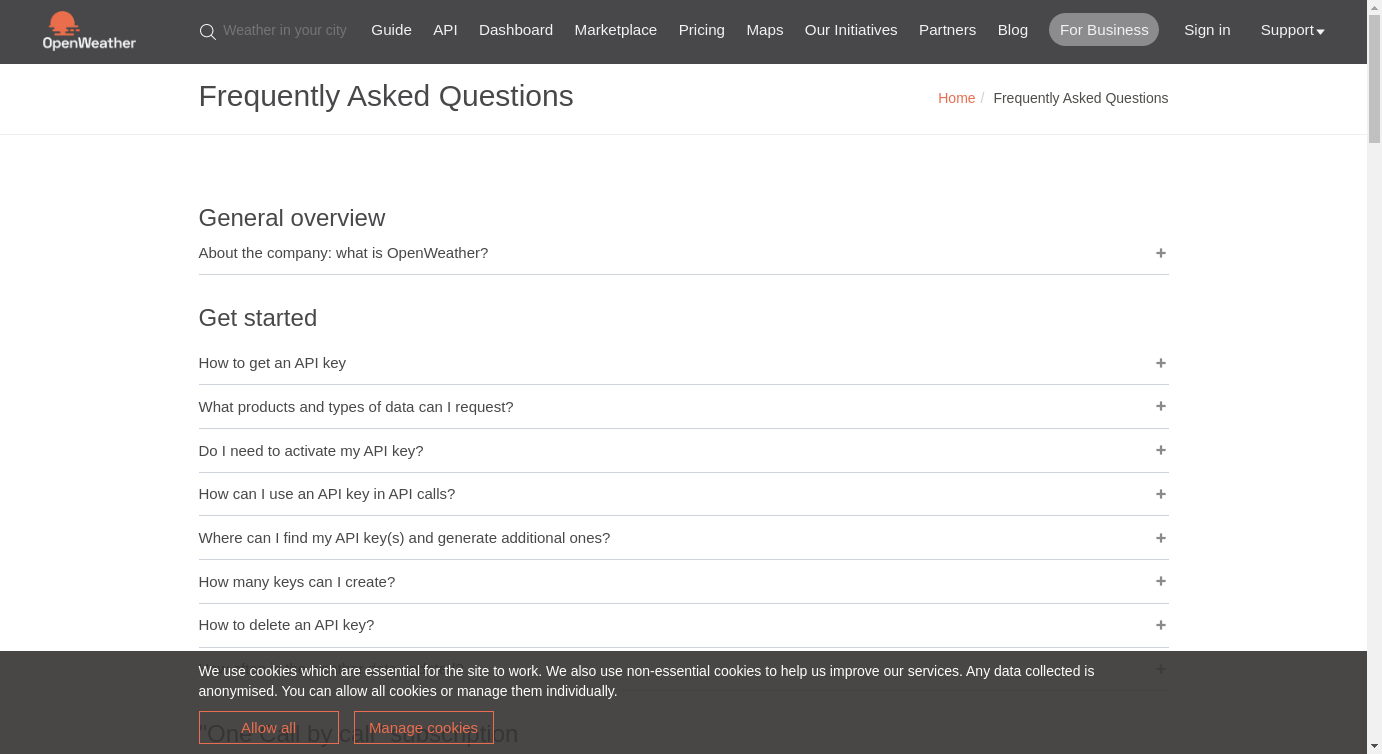 OpenWeather
Weather in your city
Guide
API
Dashboard
Marketplace
Pricing
Maps
Our Initiatives
Partners
Blog
For Business
Sign in
Support
Frequently Asked Questions
Home / Frequently Asked Questions
General overview
About the company: what is OpenWeather?
Get started
How to get an API key
What products and types of data can I request?
Do I need to activate my API key?
How can I use an API key in API calls?
Where can I find my API key(s) and generate additional ones?
How many keys can I create?
How to delete an API key?
We use cookies which are essential for the site to work. We also use non-essential cookies to help us improve our services. Any data collected is
anonymised. You can allow all cookies or manage them individually.
Allow all
Manage cookies
"One Call by call" subscription